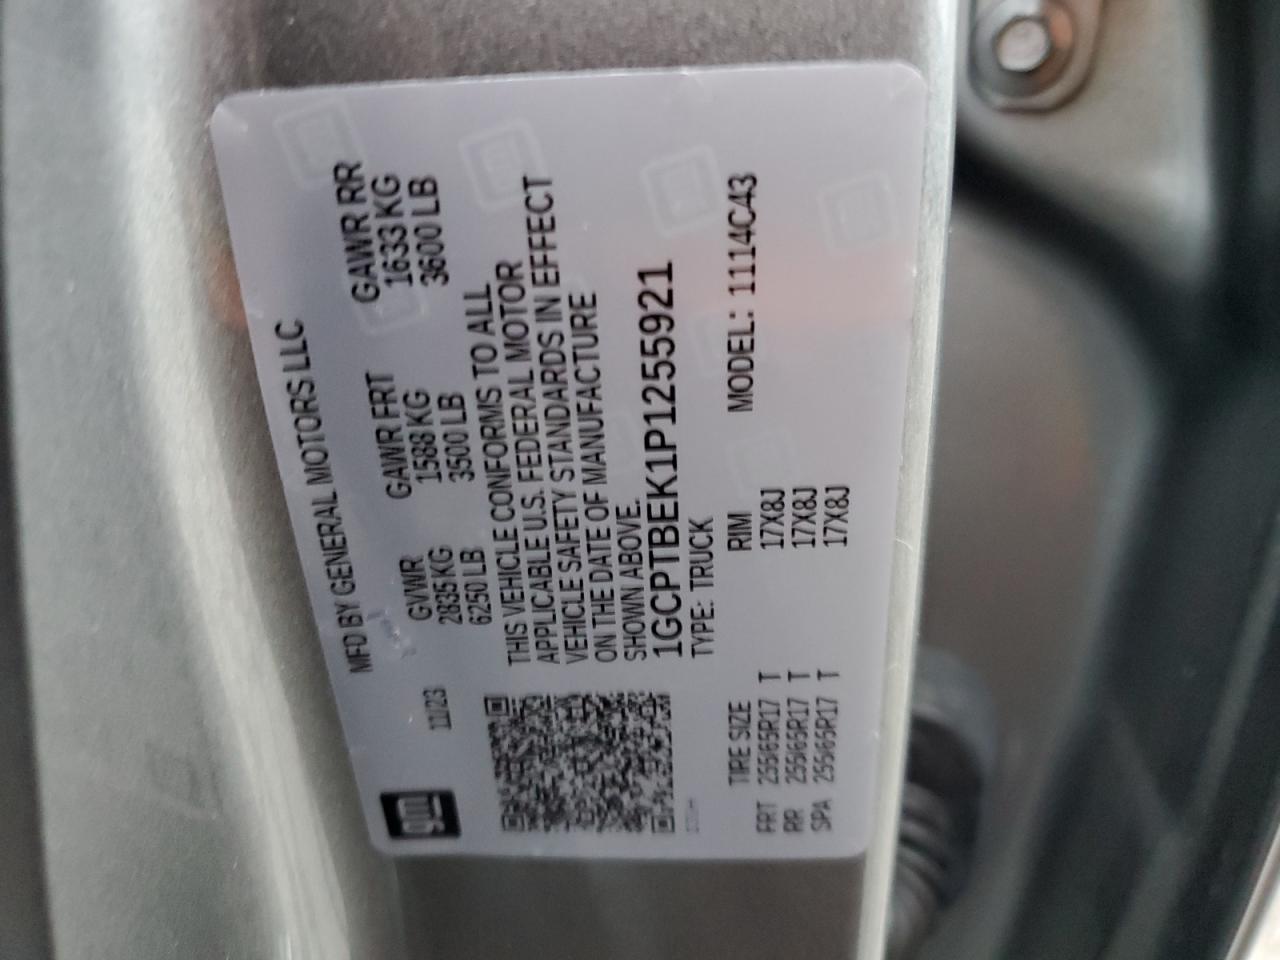 MFD BY GENERAL MOTORS LLC
gm 11/23
GVWR GAWR FRT GAWR RR
2835 KG 1588 KG 1633 KG
6250 LB 3500 LB 3600 LB
THIS VEHICLE CONFORMS TO ALL
APPLICABLE U.S. FEDERAL MOTOR
VEHICLE SAFETY STANDARDS IN EFFECT
ON THE DATE OF MANUFACTURE
SHOWN ABOVE.
1GCPTBEK1P1255921
TYPE: TRUCK
TIRE SIZE RIM MODEL: 1114C43
FRT 255/65R17 T 17X8J
RR 255/65R17 T 17X8J
SPA 255/65R17 T 17X8J